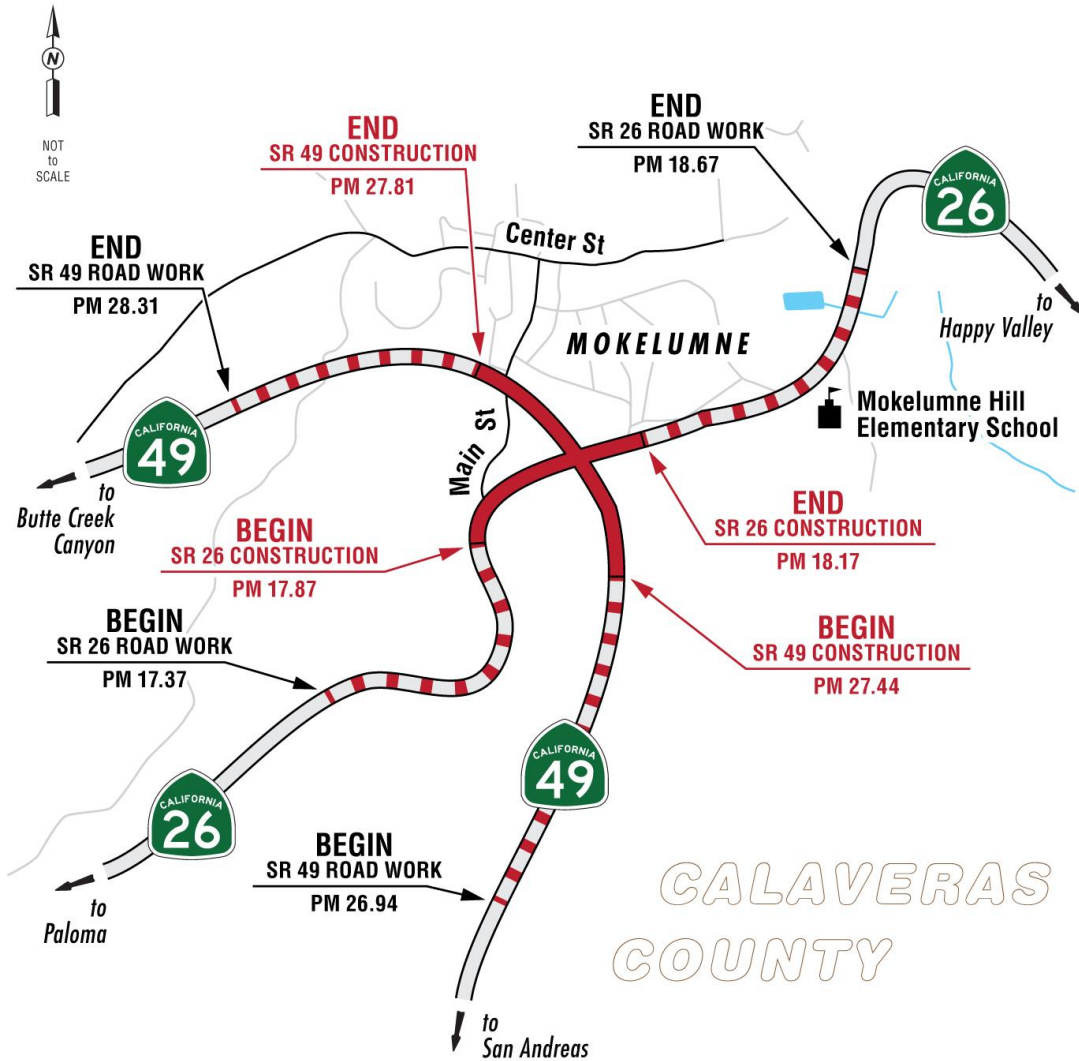 N
NOT
to
SCALE
END
SR 49 CONSTRUCTION
PM 27.81
END
SR 26 ROAD WORK
PM 18.67
CALIFORNIA
26
END
SR 49 ROAD WORK
PM 28.31
Center St
to
Happy Valley
MOKELUMNE
Mokelumne Hill
Elementary School
CALIFORNIA
49
to
Butte Creek
Canyon
Main St
BEGIN
SR 26 CONSTRUCTION
PM 17.87
END
SR 26 CONSTRUCTION
PM 18.17
BEGIN
SR 26 ROAD WORK
PM 17.37
BEGIN
SR 49 CONSTRUCTION
PM 27.44
CALIFORNIA
49
CALIFORNIA
26
BEGIN
SR 49 ROAD WORK
PM 26.94
to
Paloma
CALAVERAS
COUNTY
to
San Andreas